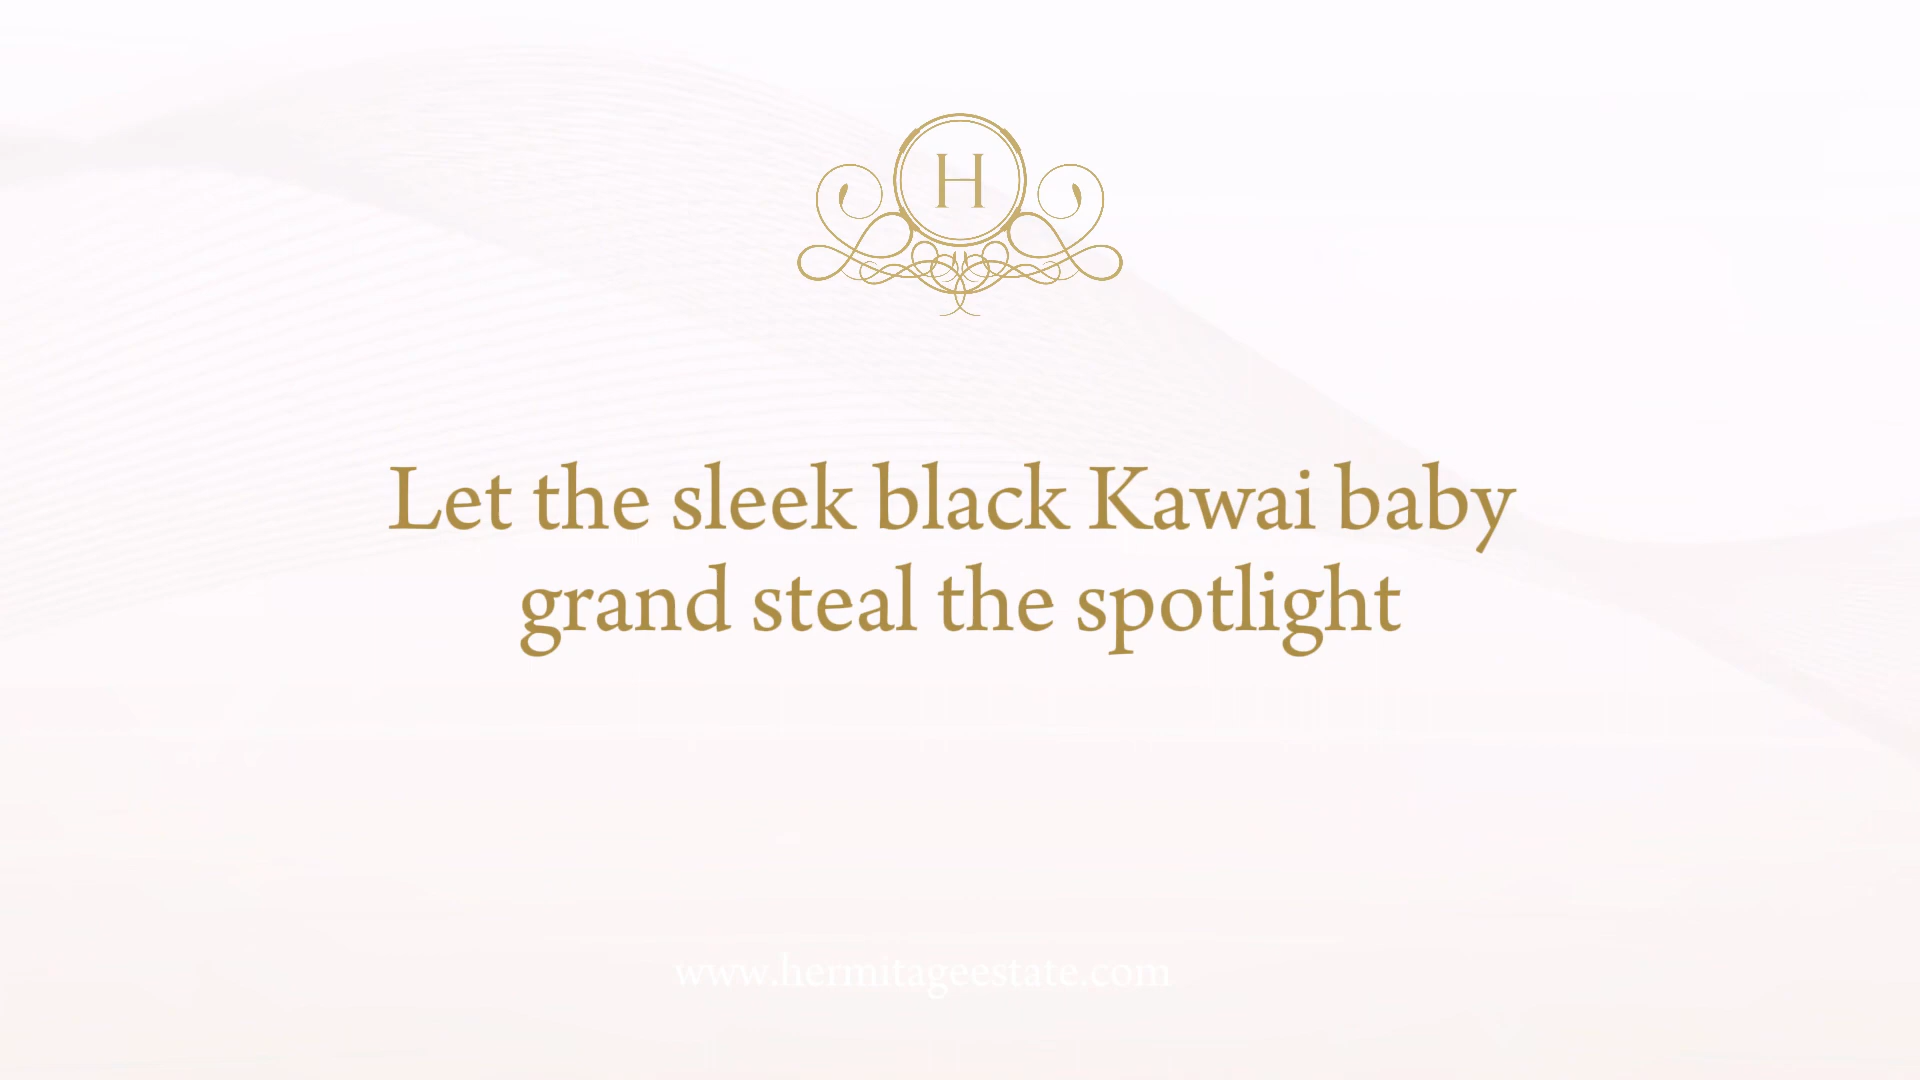 H
Let the sleek black Kawai baby
grand steal the spotlight
www.hermitageestate.com